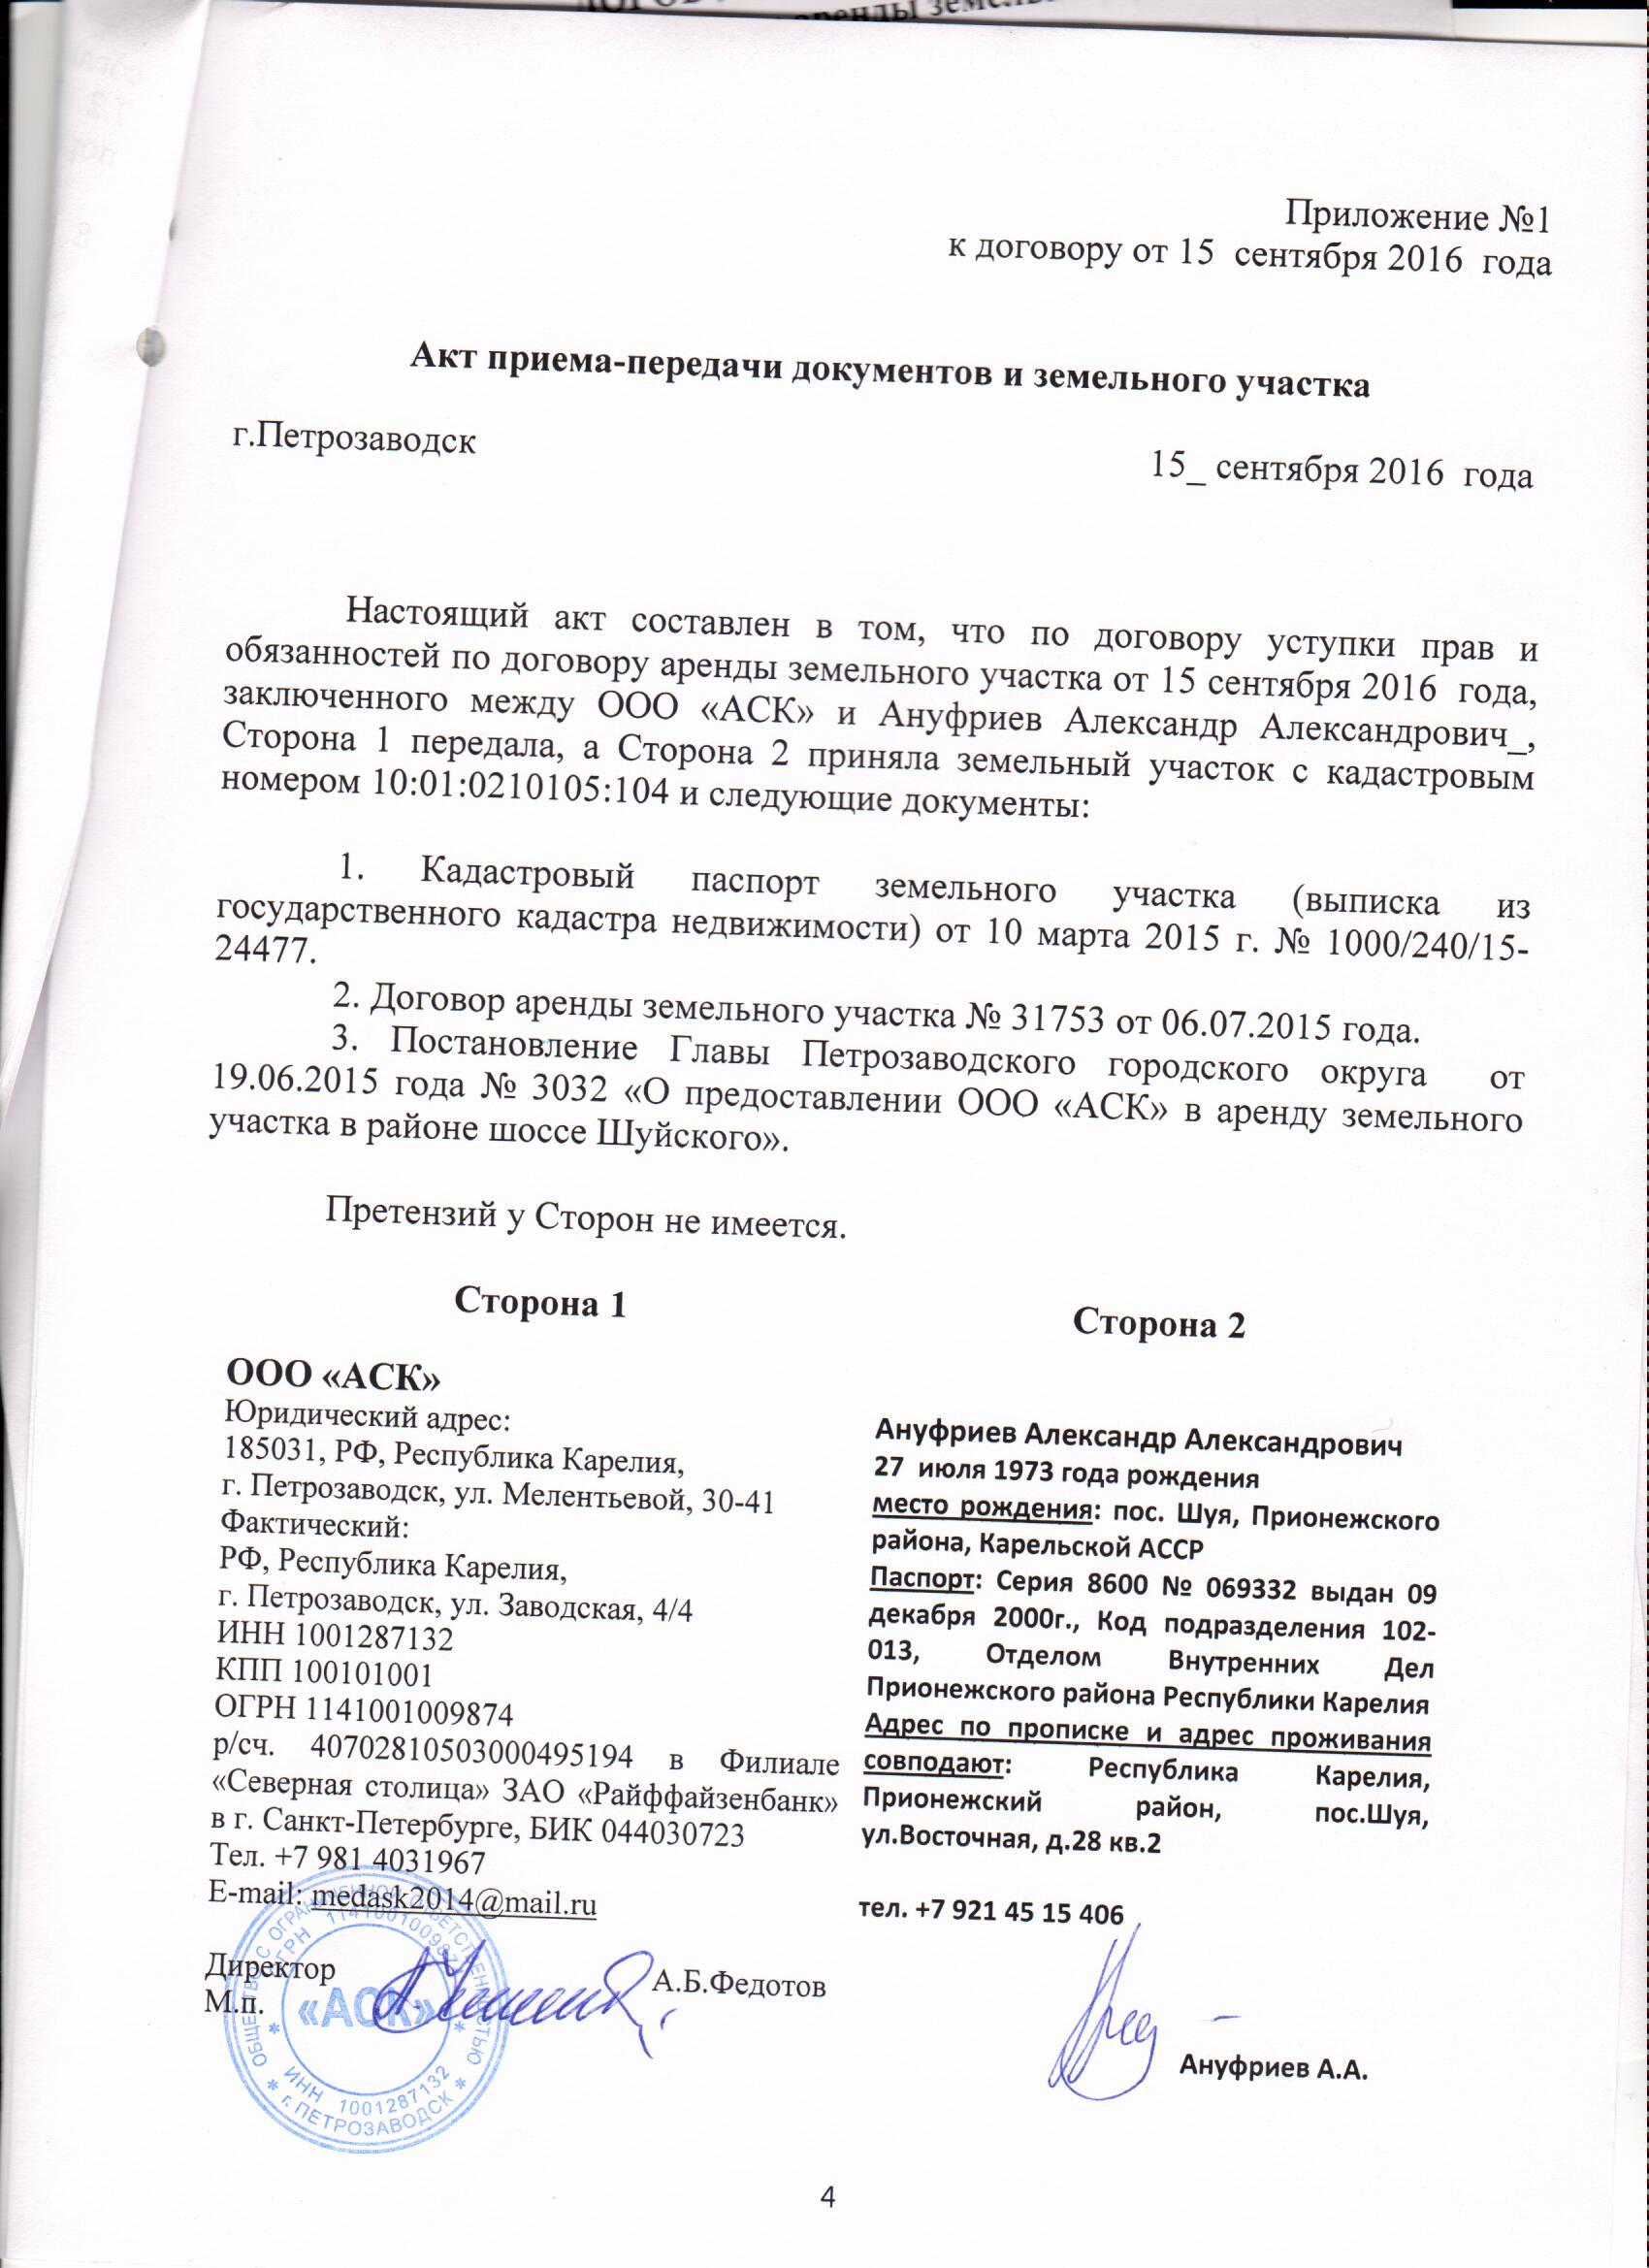 аренды
Приложение №1
к договору от 15 сентября 2016 года
Акт приема-передачи документов и земельного участка
г.Петрозаводск
15_ сентября 2016 года
Настоящий акт составлен в том, что по договору уступки прав и
обязанностей по договору аренды земельного участка от 15 сентября 2016 года,
заключенного между ООО «АСК» и Ануфриев Александр Александрович_,
Сторона 1 передала, а Сторона 2 приняла земельный участок с кадастровым
номером 10:01:0210105:104 и следующие документы:
1. Кадастровый паспорт земельного участка (выписка из
государственного кадастра недвижимости) от 10 марта 2015 г. № 1000/240/15-
24477.
2. Договор аренды земельного участка № 31753 от 06.07.2015 года.
3. Постановление Главы Петрозаводского городского округа от
19.06.2015 года № 3032 «О предоставлении ООО «АСК» в аренду земельного
участка в районе шоссе Шуйского».
Претензий у Сторон не имеется.
Сторона 1
ООО «АСК»
Юридический адрес:
185031, РФ, Республика Карелия,
г. Петрозаводск, ул. Мелентьевой, 30-41
Фактический:
РФ, Республика Карелия,
г. Петрозаводск, ул. Заводская, 4/4
ИНН 1001287132
КПП 100101001
ОГРН 1141001009874
р/сч. 40702810503000495194 в Филиале
«Северная столица» ЗАО «Райффайзенбанк»
в г. Санкт-Петербурге, БИК 044030723
Тел. +7 981 4031967
E-mail: medask2014@mail.ru
Директор А.Б.Федотов
М.п.
ОБЩЕСТВО С ОГРАНИЧЕННОЙ ОТВЕТСТВЕННОСТЬЮ
ОГРН 1141001009874
«АСК»
ИНН 1001287132
г. ПЕТРОЗАВОДСК
Сторона 2
Ануфриев Александр Александрович
27 июля 1973 года рождения
место рождения: пос. Шуя, Прионежского
района, Карельской АССР
Паспорт: Серия 8600 № 069332 выдан 09
декабря 2000г., Код подразделения 102-
013, Отделом Внутренних Дел
Прионежского района Республики Карелия
Адрес по прописке и адрес проживания
совподают: Республика Карелия,
Прионежский район, пос.Шуя,
ул.Восточная, д.28 кв.2
тел. +7 921 45 15 406
Ануфриев А.А.
4